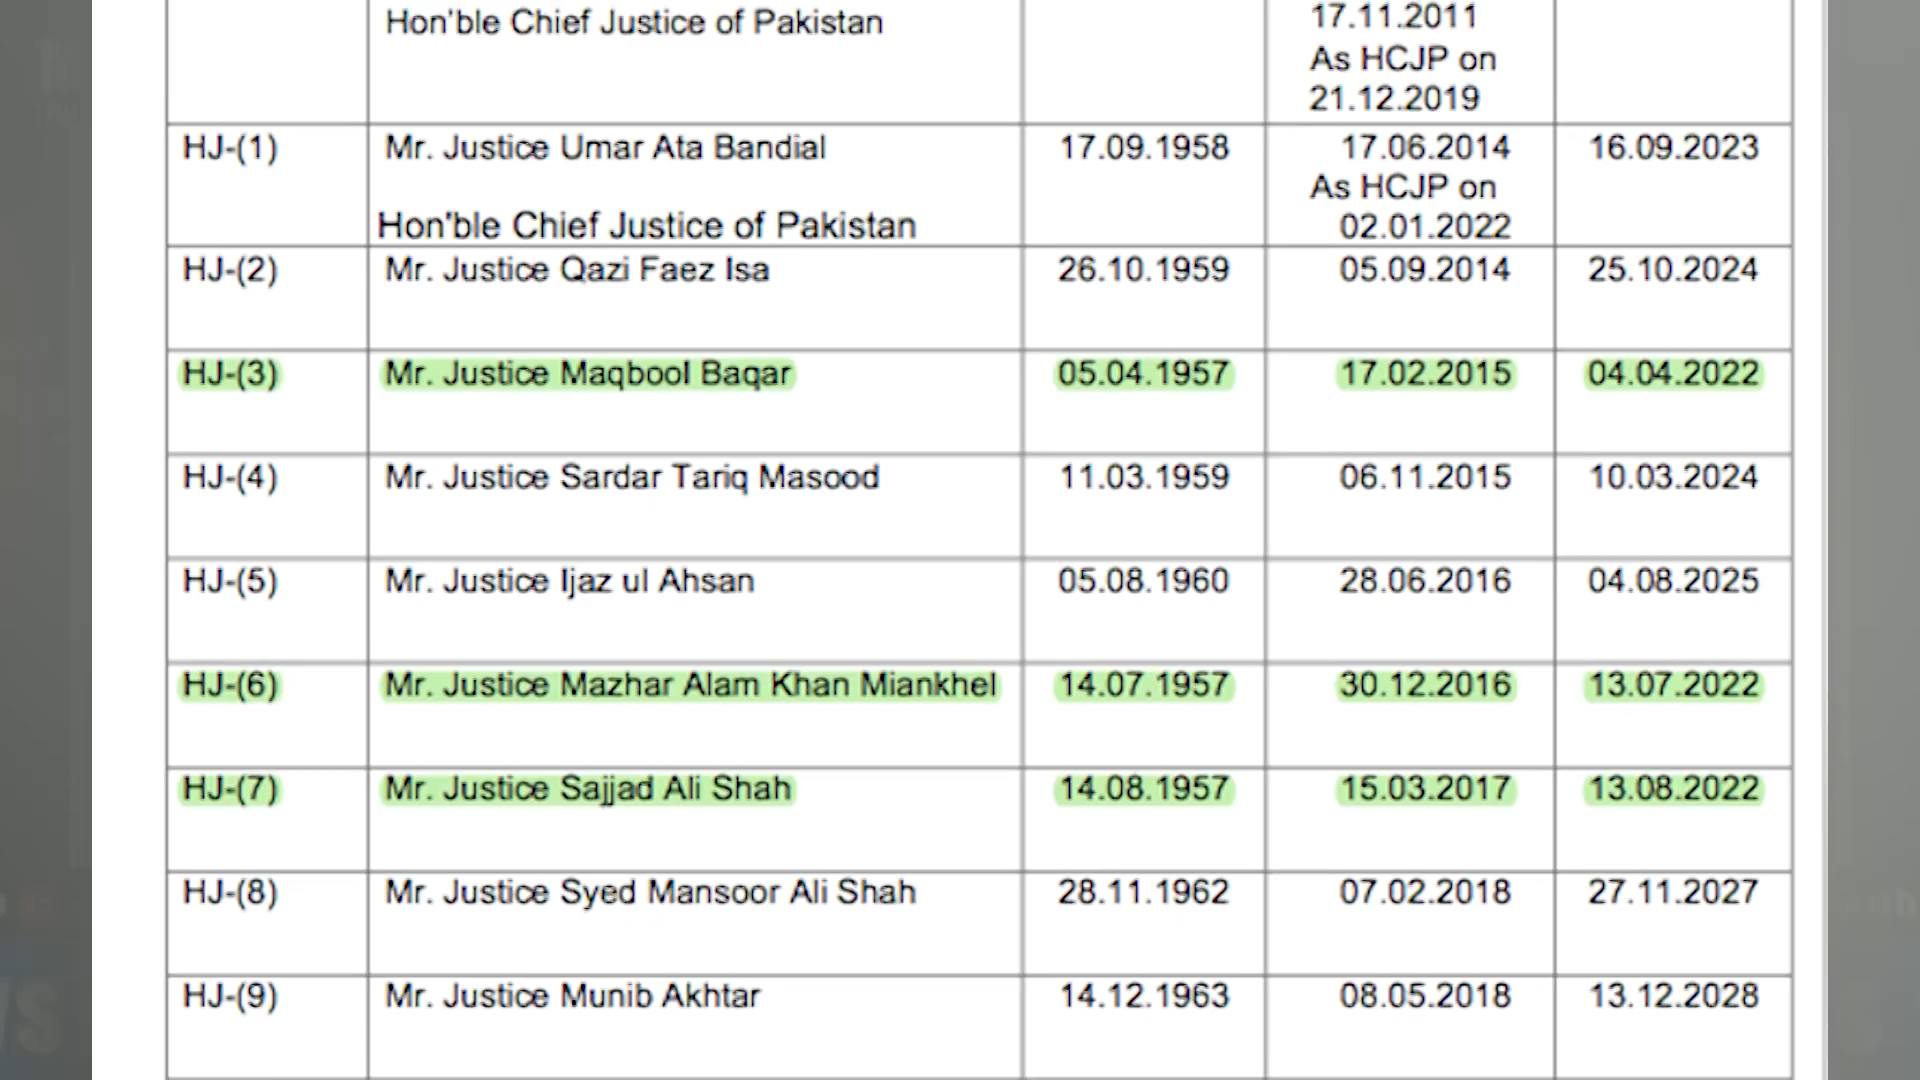 Hon'ble Chief Justice of Pakistan
17.11.2011
As HCJP on
21.12.2019
HJ-(1) Mr. Justice Umar Ata Bandial 17.09.1958 17.06.2014 16.09.2023
As HCJP on
Hon'ble Chief Justice of Pakistan 02.01.2022
HJ-(2) Mr. Justice Qazi Faez Isa 26.10.1959 05.09.2014 25.10.2024
HJ-(3) Mr. Justice Maqbool Baqar 05.04.1957 17.02.2015 04.04.2022
HJ-(4) Mr. Justice Sardar Tariq Masood 11.03.1959 06.11.2015 10.03.2024
HJ-(5) Mr. Justice Ijaz ul Ahsan 05.08.1960 28.06.2016 04.08.2025
HJ-(6) Mr. Justice Mazhar Alam Khan Miankhel 14.07.1957 30.12.2016 13.07.2022
HJ-(7) Mr. Justice Sajjad Ali Shah 14.08.1957 15.03.2017 13.08.2022
HJ-(8) Mr. Justice Syed Mansoor Ali Shah 28.11.1962 07.02.2018 27.11.2027
HJ-(9) Mr. Justice Munib Akhtar 14.12.1963 08.05.2018 13.12.2028